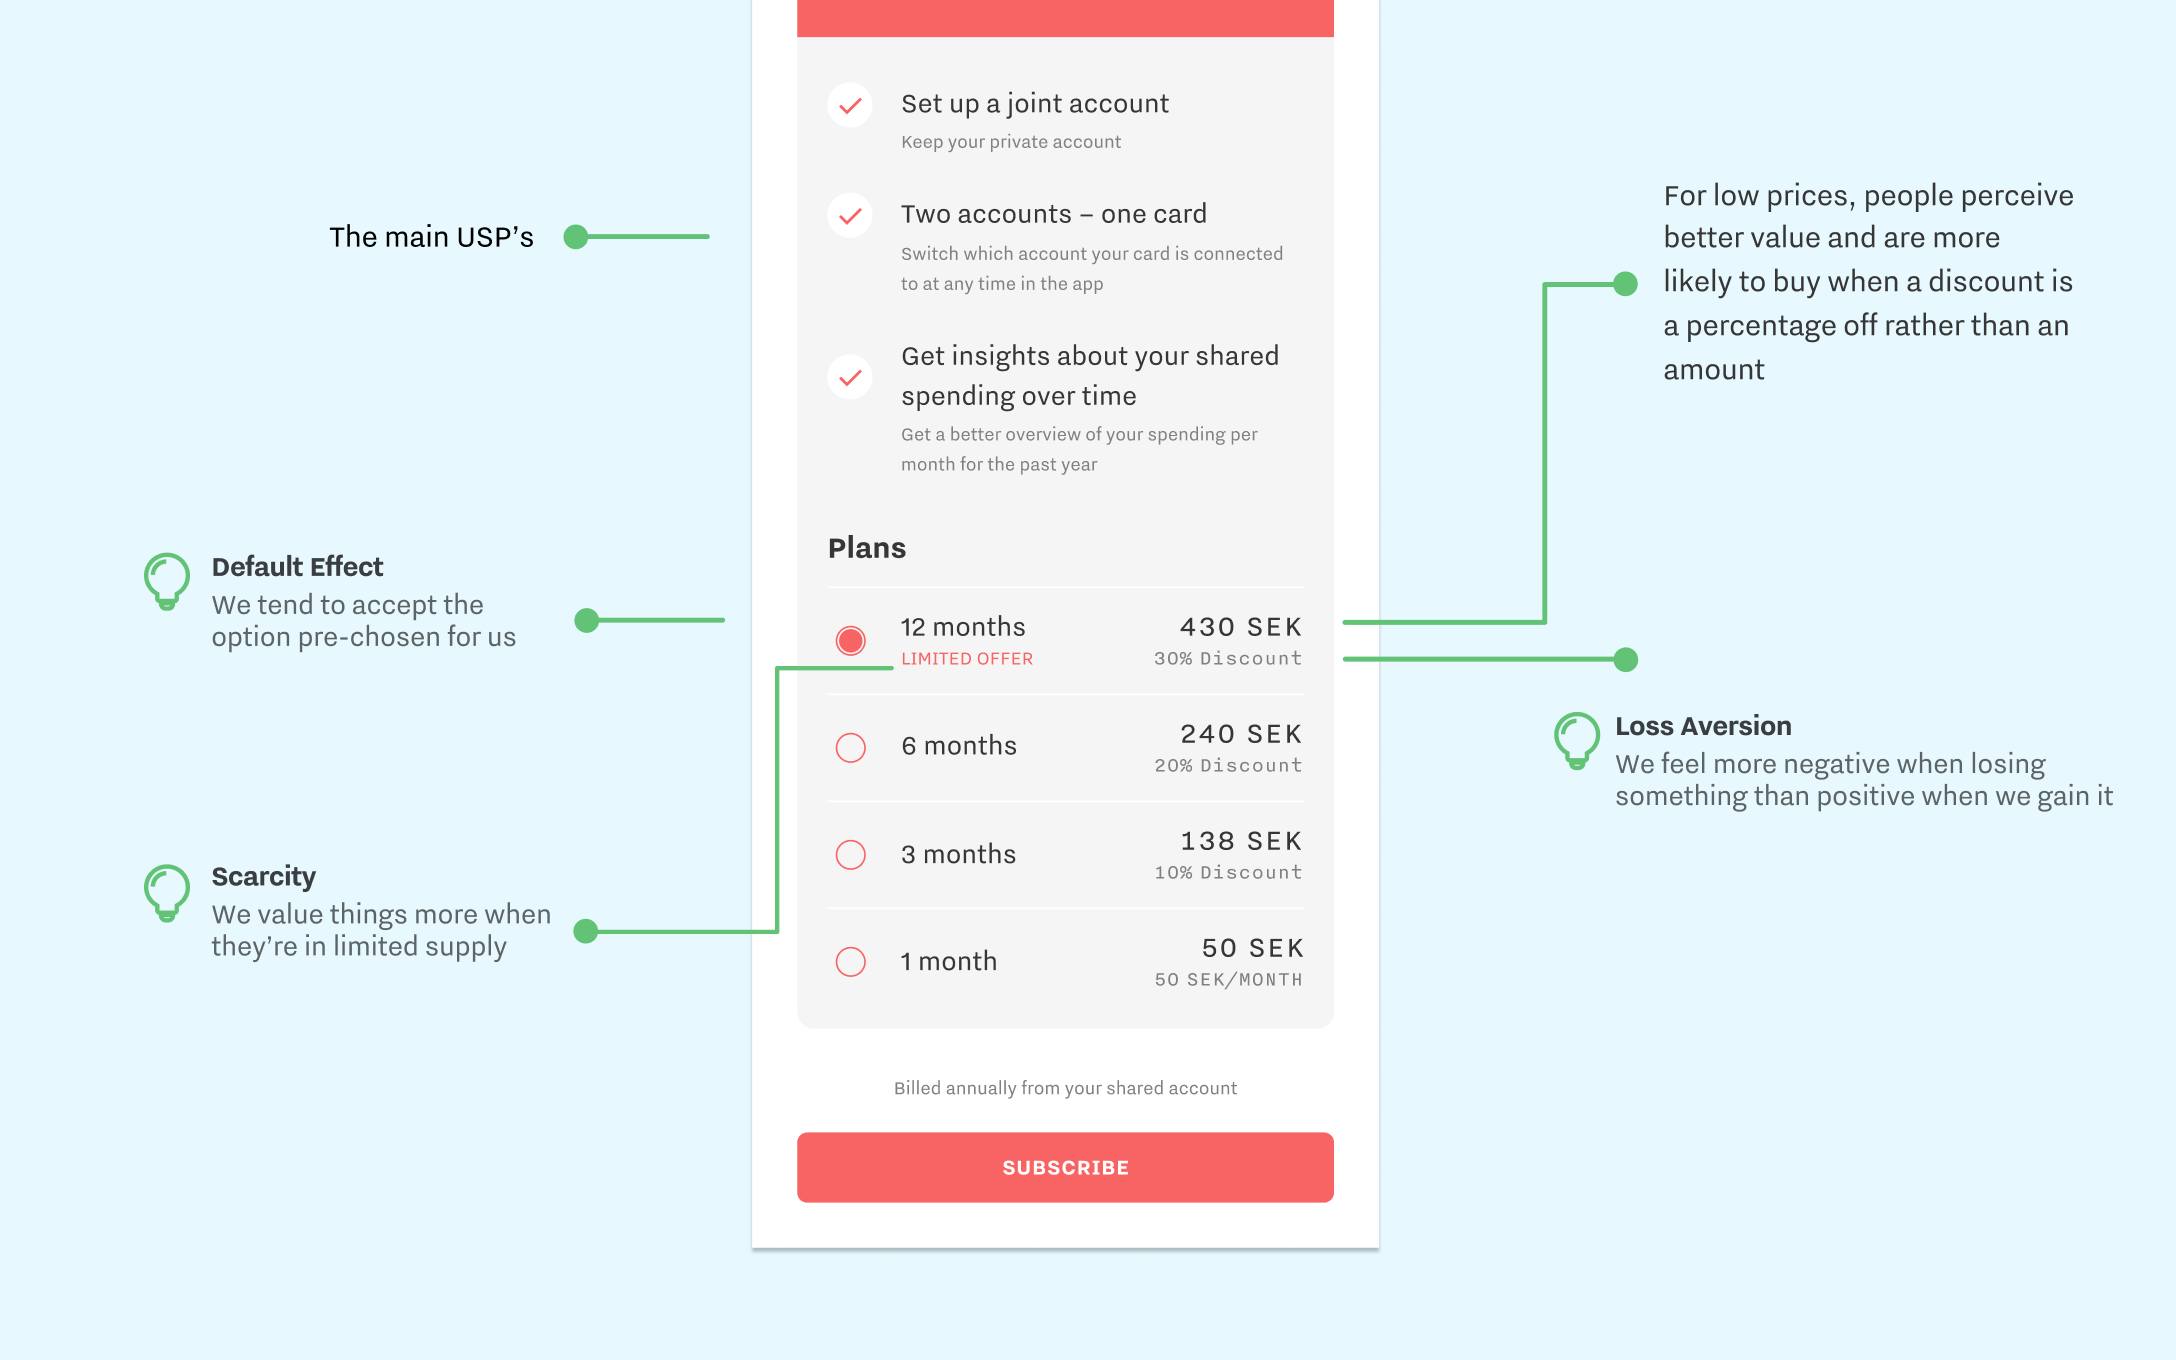 Set up a joint account
Keep your private account
Two accounts – one card
Switch which account your card is connected
to at any time in the app
Get insights about your shared
spending over time
Get a better overview of your spending per
month for the past year
Plans
12 months
430 SEK
LIMITED OFFER
30% Discount
6 months
240 SEK
20% Discount
3 months
138 SEK
10% Discount
1 month
50 SEK
50 SEK/MONTH
Billed annually from your shared account
SUBSCRIBE
The main USP's
Default Effect
We tend to accept the
option pre-chosen for us
Scarcity
We value things more when
they're in limited supply
For low prices, people perceive
better value and are more
likely to buy when a discount is
a percentage off rather than an
amount
Loss Aversion
We feel more negative when losing
something than positive when we gain it